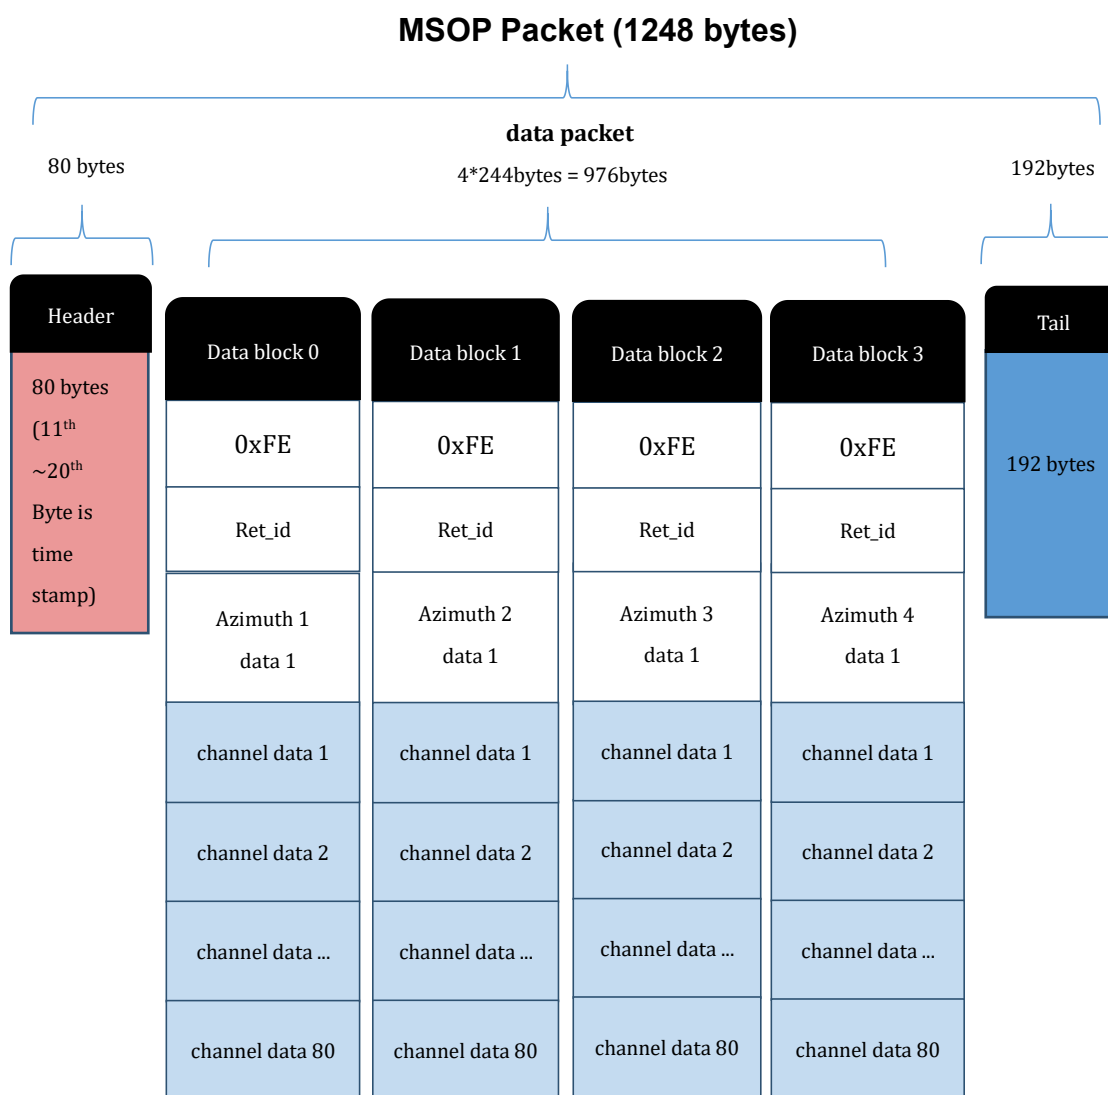 MSOP Packet (1248 bytes)
data packet
80 bytes
4*244bytes = 976bytes
192bytes
Header
80 bytes
(11th
~20th
Byte is
time
stamp)
Data block 0
0xFE
Ret_id
Azimuth 1
data 1
channel data 1
channel data 2
channel data ...
channel data 80
Data block 1
0xFE
Ret_id
Azimuth 2
data 1
channel data 1
channel data 2
channel data ...
channel data 80
Data block 2
0xFE
Ret_id
Azimuth 3
data 1
channel data 1
channel data 2
channel data ...
channel data 80
Data block 3
0xFE
Ret_id
Azimuth 4
data 1
channel data 1
channel data 2
channel data ...
channel data 80
Tail
192 bytes